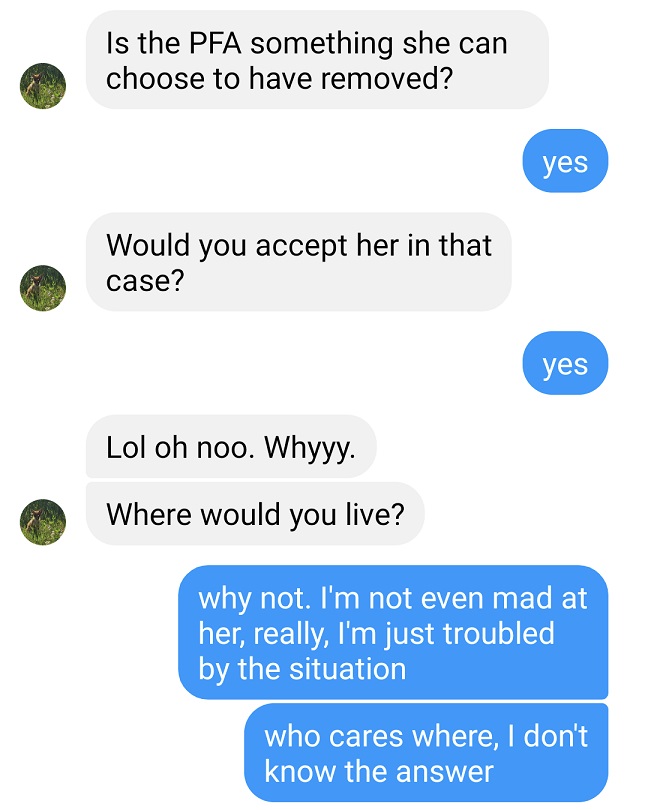 Is the PFA something she can
choose to have removed?
yes
Would you accept her in that
case?
yes
Lol oh noo. Whyyy.
Where would you live?
why not. I'm not even mad at
her, really, I'm just troubled
by the situation
who cares where, I don't
know the answer